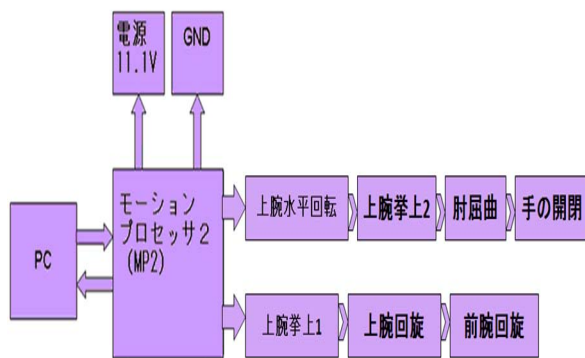 電源
11.1V
GND
モーション
プロセッサ2
(MP2)
PC
上腕水平回転
上腕挙上2
肘屈曲
手の開閉
上腕挙上1
上腕回旋
前腕回旋